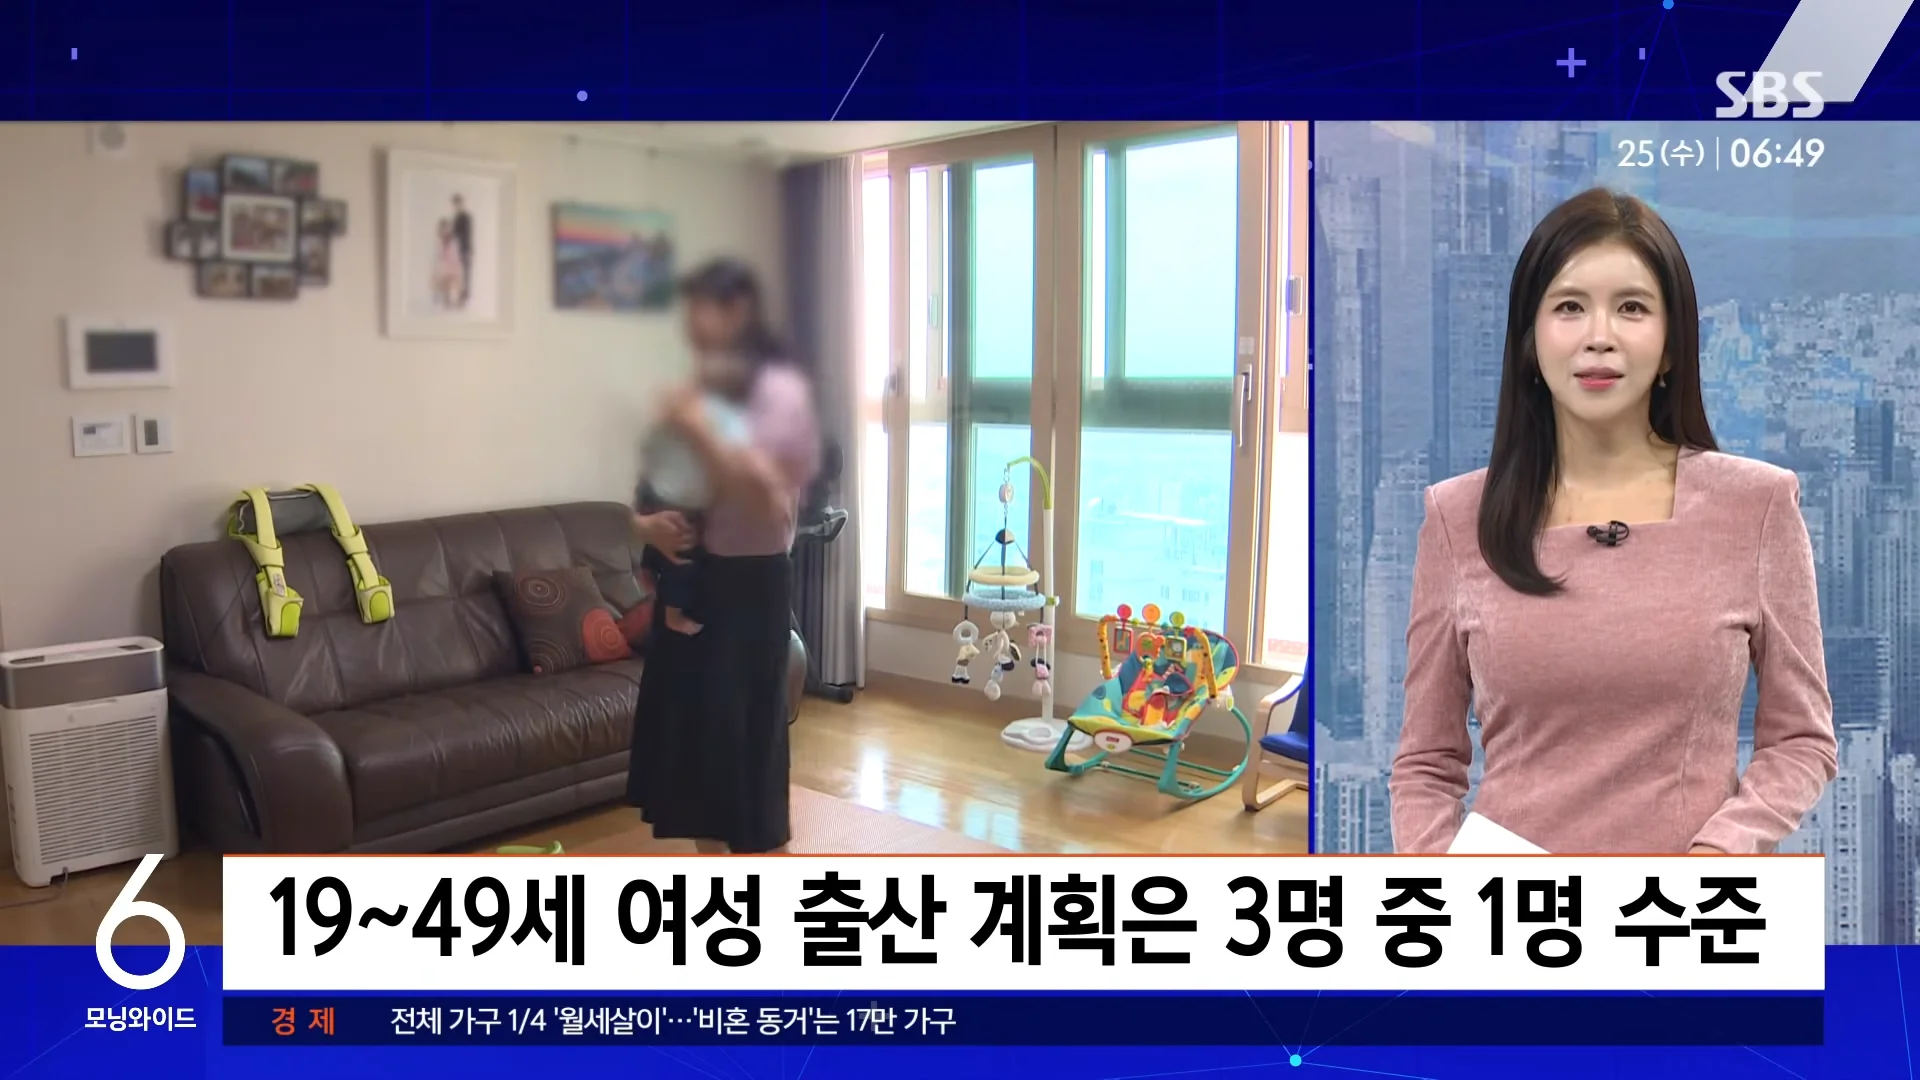 SBS
25(수) | 06:49
19~49세 여성 출산 계획은 3명 중 1명 수준
6
모닝와이드
경제 전체 가구 1/4 '월세살이'…'비혼 동거'는 17만 가구